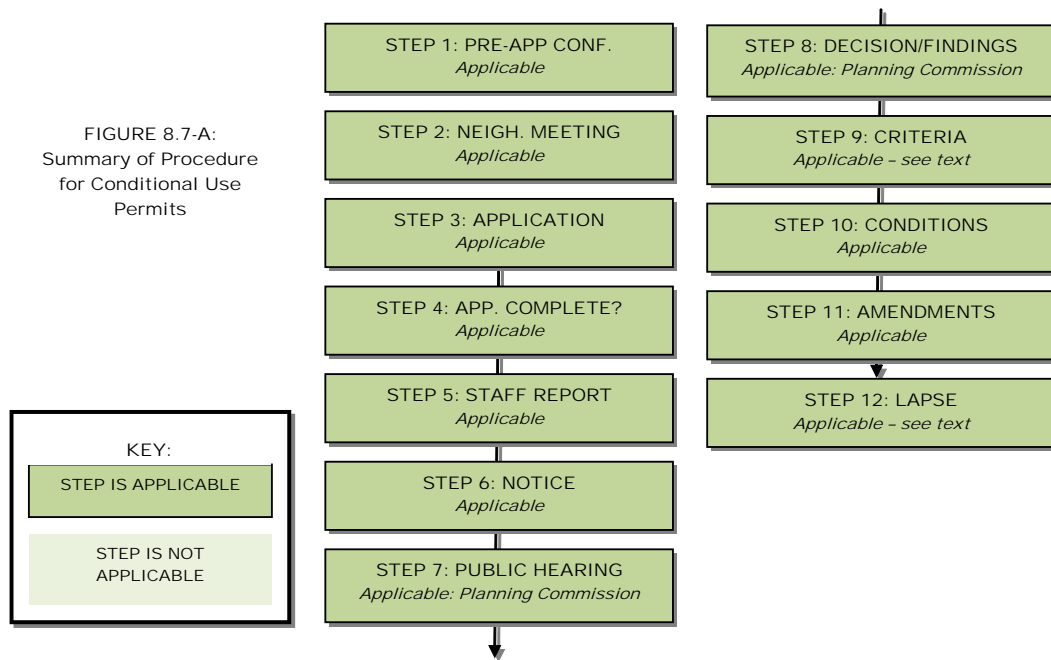 FIGURE 8.7-A:
Summary of Procedure
for Conditional Use
Permits
KEY:
STEP IS APPLICABLE
STEP IS NOT
APPLICABLE
STEP 1: PRE-APP CONF.
Applicable
STEP 2: NEIGH. MEETING
Applicable
STEP 3: APPLICATION
Applicable
STEP 4: APP. COMPLETE?
Applicable
STEP 5: STAFF REPORT
Applicable
STEP 6: NOTICE
Applicable
STEP 7: PUBLIC HEARING
Applicable: Planning Commission
STEP 8: DECISION/FINDINGS
Applicable: Planning Commission
STEP 9: CRITERIA
Applicable – see text
STEP 10: CONDITIONS
Applicable
STEP 11: AMENDMENTS
Applicable
STEP 12: LAPSE
Applicable – see text